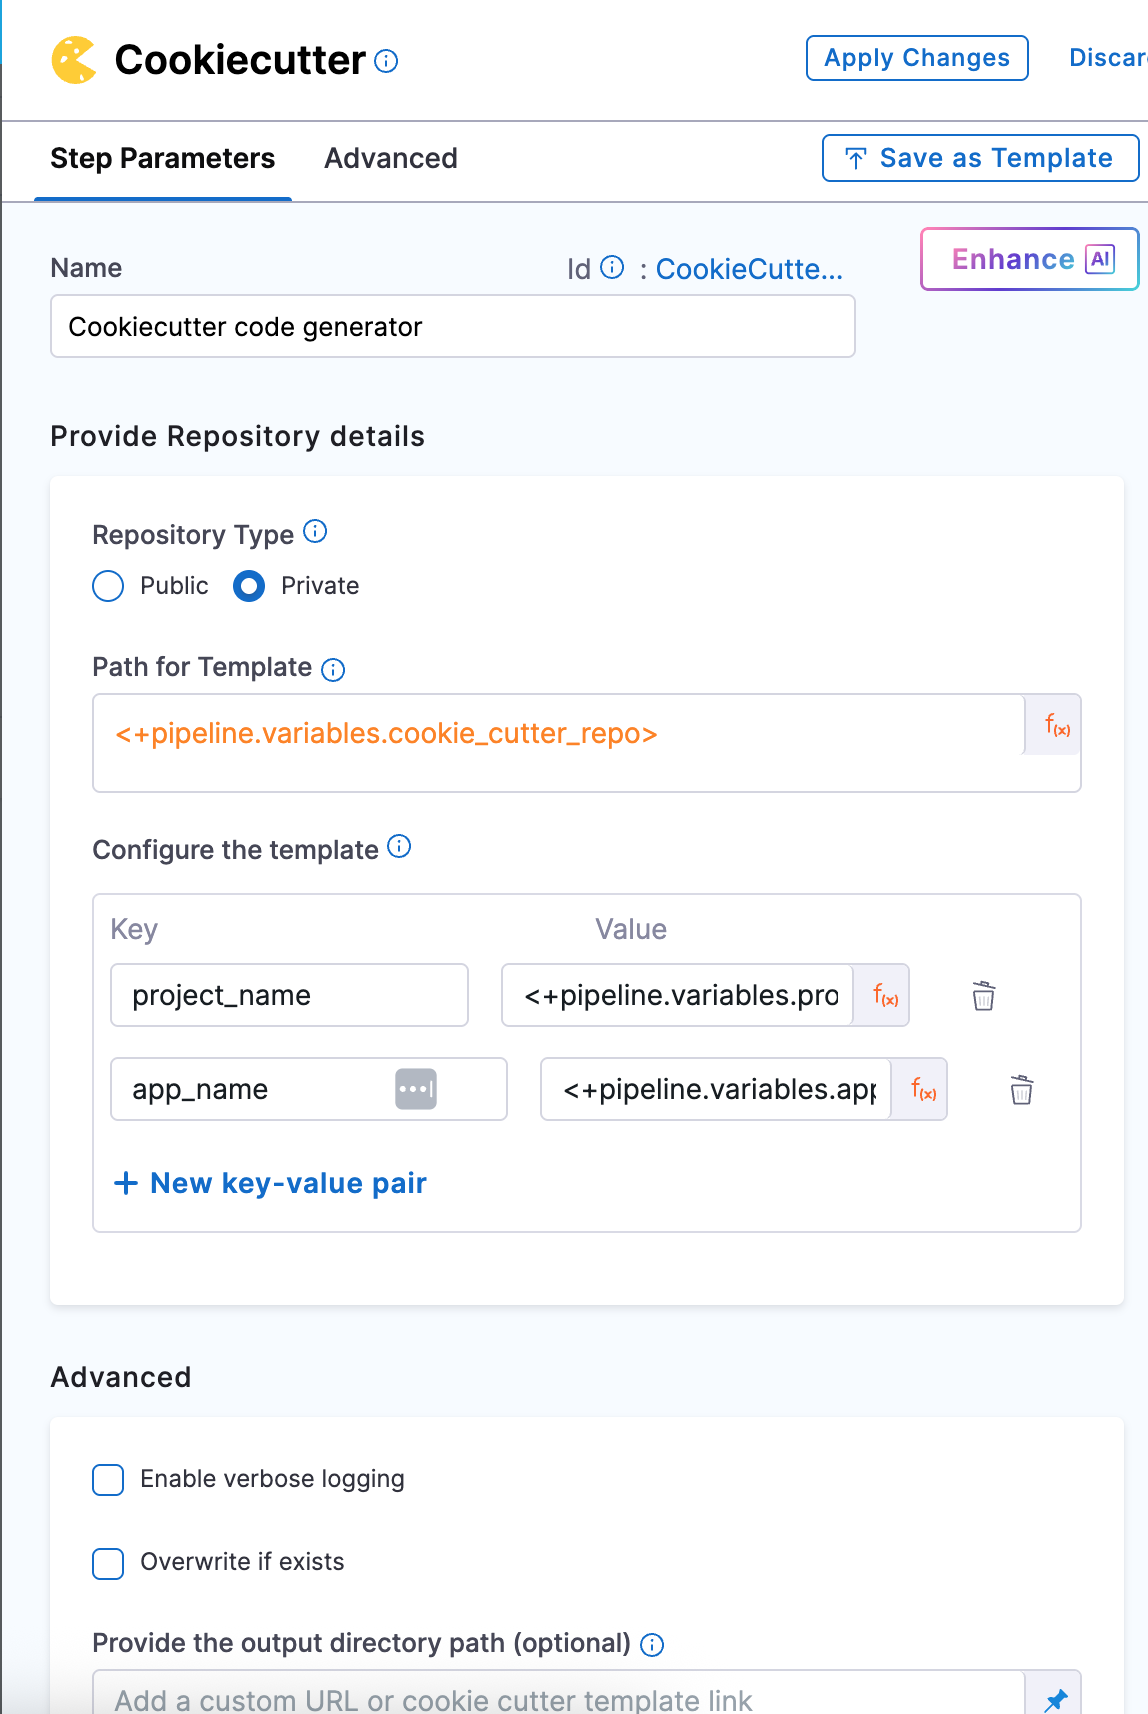 Cookiecutter
Apply Changes
Discar
Step Parameters
Advanced
Save as Template
Name
Id : CookieCutte...
Enhance AI
Cookiecutter code generator
Provide Repository details
Repository Type
Public
Private
Path for Template
<+pipeline.variables.cookie_cutter_repo>
f(x)
Configure the template
Key
Value
project_name
<+pipeline.variables.pro
f(x)
app_name
<+pipeline.variables.app
f(x)
+ New key-value pair
Advanced
Enable verbose logging
Overwrite if exists
Provide the output directory path (optional)
Add a custom URL or cookie cutter template link